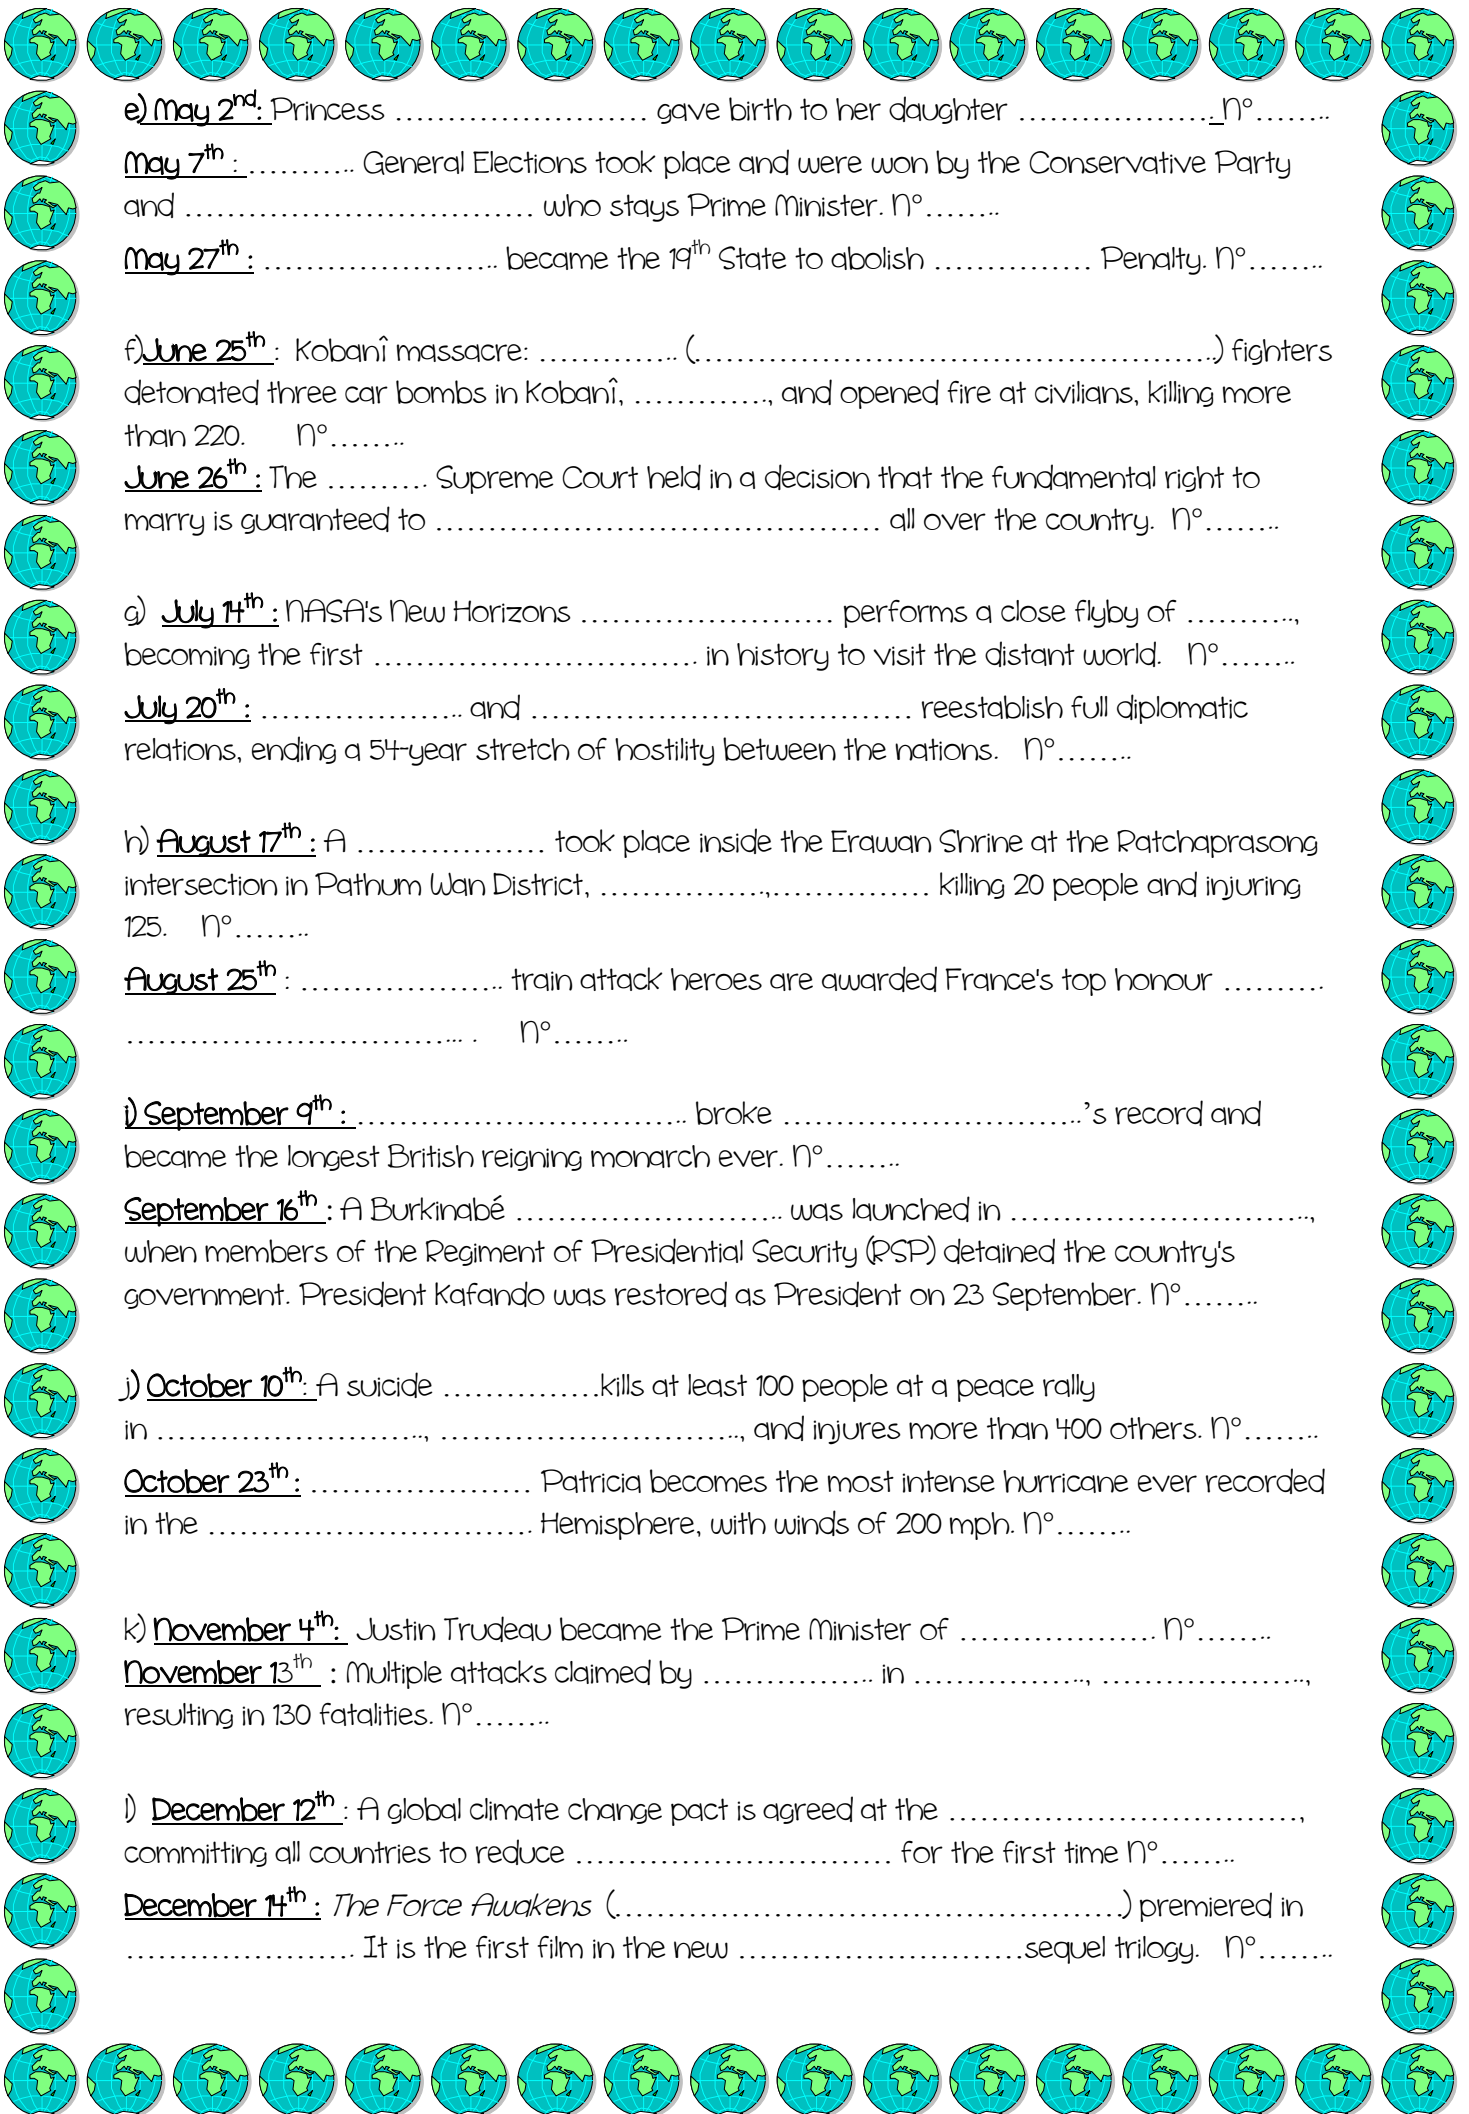 e) May 2nd: Princess …………………… gave birth to her daughter ………………. N°……..
May 7th : ……….. General Elections took place and were won by the Conservative Party
and …………………………… who stays Prime Minister. N°……..
May 27th : ………………….. became the 19th State to abolish …………… Penalty. N°……..
f)June 25th : Kobanî massacre: ………….. (…………………………………………..) fighters
detonated three car bombs in Kobanî, …………., and opened fire at civilians, killing more
than 220. N°……..
June 26th : The ………. Supreme Court held in a decision that the fundamental right to
marry is guaranteed to …………………………………… all over the country. N°……..
g) July 14th : NASA's New Horizons …………………… performs a close flyby of ………..,
becoming the first …………………………. in history to visit the distant world. N°……..
July 20th : ……………….. and ……………………………… reestablish full diplomatic
relations, ending a 54-year stretch of hostility between the nations. N°……..
h) August 17th : A ……………… took place inside the Erawan Shrine at the Ratchaprasong
intersection in Pathum Wan District, …………….,…………… killing 20 people and injuring
125. N°……..
August 25th : ……………….. train attack heroes are awarded France's top honour ……….
…………………………... . N°……..
i) September 9th : ………………………….. broke ………………………..’s record and
became the longest British reigning monarch ever. N°……..
September 16th : A Burkinabé …………………….. was launched in ………………………..,
when members of the Regiment of Presidential Security (RSP) detained the country's
government. President Kafando was restored as President on 23 September. N°……..
j) October 10th: A suicide ……………kills at least 100 people at a peace rally
in …………………….., ……………………….., and injures more than 400 others. N°……..
October 23th : ………………… Patricia becomes the most intense hurricane ever recorded
in the …………………………. Hemisphere, with winds of 200 mph. N°……..
k) November 4th: Justin Trudeau became the Prime Minister of ………………. N°……..
November 13th : Multiple attacks claimed by …………….. in …………….., ………………..,
resulting in 130 fatalities. N°……..
l) December 12th : A global climate change pact is agreed at the ……………………………,
committing all countries to reduce ………………………… for the first time N°……..
December 14th : The Force Awakens (…………………………………………) premiered in
…………………. It is the first film in the new ………………………sequel trilogy. N°……..